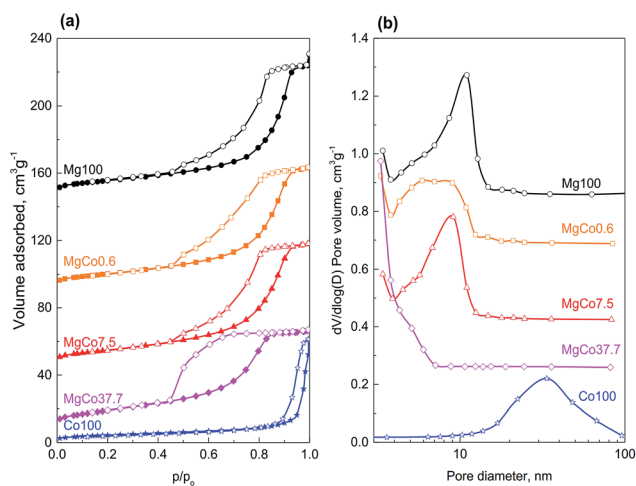 (a)
240
200
160
120
80
40
0
0.0 0.2 0.4 0.6 0.8 1.0
Volume adsorbed, cm³g⁻¹
p/pₒ
Mg100
MgCo0.6
MgCo7.5
MgCo37.7
Co100
(b)
1.4
1.2
1.0
0.8
0.6
0.4
0.2
0.0
10 100
dV/dlog(D) Pore volume, cm³g⁻¹
Pore diameter, nm
Mg100
MgCo0.6
MgCo7.5
MgCo37.7
Co100